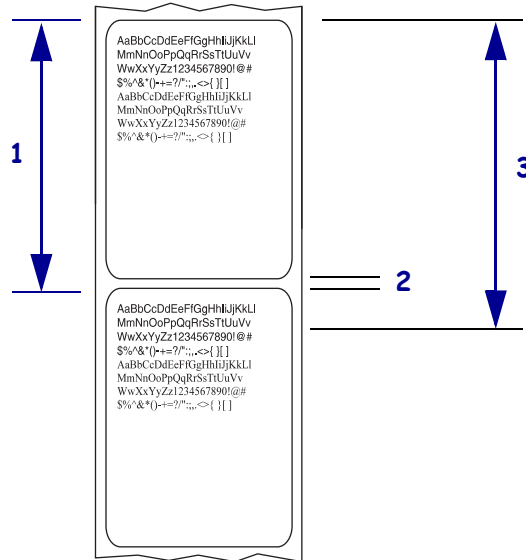 AaBbCcDdEeFfGgHhIiJjKkLl
MmNnOoPpQqRrSsTtUuVv
WwXxYyZz1234567890!@#
$%^&*()-+=?/":;,.<>{ }[ ]
AaBbCcDdEeFfGgHhIiJjKkLl
MmNnOoPpQqRrSsTtUuVv
WwXxYyZz1234567890!@#
$%^&*()-+=?/":;,.<>{ }[ ]
1
3
2
AaBbCcDdEeFfGgHhIiJjKkLl
MmNnOoPpQqRrSsTtUuVv
WwXxYyZz1234567890!@#
$%^&*()-+=?/":;,.<>{ }[ ]
AaBbCcDdEeFfGgHhIiJjKkLl
MmNnOoPpQqRrSsTtUuVv
WwXxYyZz1234567890!@#
$%^&*()-+=?/":;,.<>{ }[ ]